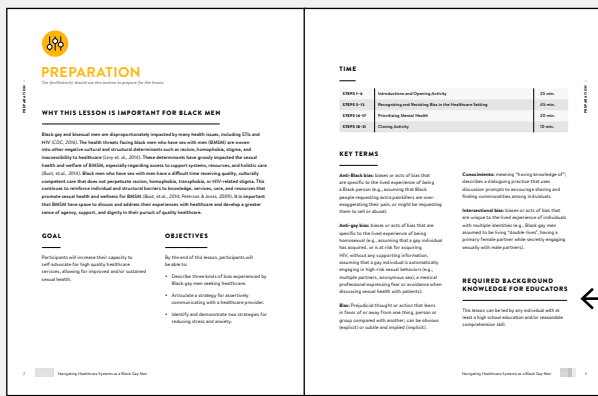 PREPARATION
The facilitator(s) should use this section to prepare for the lesson.
PREPARATION
WHY THIS LESSON IS IMPORTANT FOR BLACK MEN
Black gay and bisexual men are disproportionately impacted by many health issues, including STIs and
HIV (CDC, 2016). The health threats facing black men who have sex with men (BMSM) are woven
into other negative cultural and structural determinants such as racism, homophobia, stigma, and
inaccessibility to healthcare (Levy et. al., 2014). These determinants have grossly impacted the sexual
health and welfare of BMSM, especially regarding access to support systems, resources, and holistic care
(Bust, et al., 2014). Black men who have sex with men have a difficult time receiving quality, culturally
competent care that does not perpetuate racism, homophobia, transphobia, or HIV-related stigma. This
continues to reinforce individual and structural barriers to knowledge, services, care, and resources that
promote sexual health and wellness for BMSM (Bust, et al., 2014; Peterson & Jones, 2009). It is important
that BMSM have space to discuss and address their experiences with healthcare and develop a greater
sense of agency, support, and dignity in their pursuit of quality healthcare.
GOAL
Participants will increase their capacity to
self-advocate for high quality healthcare
services, allowing for improved and/or sustained
sexual health.
OBJECTIVES
By the end of this lesson, participants will
be able to:
• Describe three kinds of bias experienced by
Black gay men seeking healthcare.
• Articulate a strategy for assertively
communicating with a healthcare provider.
• Identify and demonstrate two strategies for
reducing stress and anxiety.
2
Navigating Healthcare Systems as a Black Gay Man
TIME
STEPS 1-4 Introductions and Opening Activity 25 min.
STEPS 5-13 Recognizing and Resisting Bias in the Healthcare Setting 45 min.
STEPS 14-17 Prioritizing Mental Health 20 min.
STEPS 18-21 Closing Activity 10 min.
KEY TERMS
Anti-Black bias: biases or acts of bias that
are specific to the lived experience of being
a Black person (e.g., assuming that Black
people requesting extra painkillers are over-
exaggerating their pain, or might be requesting
them to sell or abuse).
Anti-gay bias: biases or acts of bias that are
specific to the lived experience of being
homosexual (e.g., assuming that a gay individual
has acquired, or is at risk for acquiring
HIV, without any supporting information,
assuming that a gay individual is automatically
engaging in high-risk sexual behaviors (e.g.,
multiple partners, anonymous sex), a medical
professional expressing fear or avoidance when
discussing sexual health with patients).
Bias: Prejudicial thought or action that leans
in favor of or away from one thing, person or
group compared with another; can be obvious
(explicit) or subtle and implied (implicit).
Conocimiento: meaning "having knowledge of";
describes a dialoguing practice that uses
discussion prompts to encourage sharing and
finding commonalities among individuals.
Intersectional bias: biases or acts of bias that
are unique to the lived experience of individuals
with multiple identities (e.g., Black gay men
assumed to be living "double-lives", having a
primary female partner while secretly engaging
sexually with male partners).
REQUIRED BACKGROUND
KNOWLEDGE FOR EDUCATORS
This lesson can be led by any individual with at
least a high school education and/or reasonable
comprehension skill.
PREPARATION
Navigating Healthcare Systems as a Black Gay Man